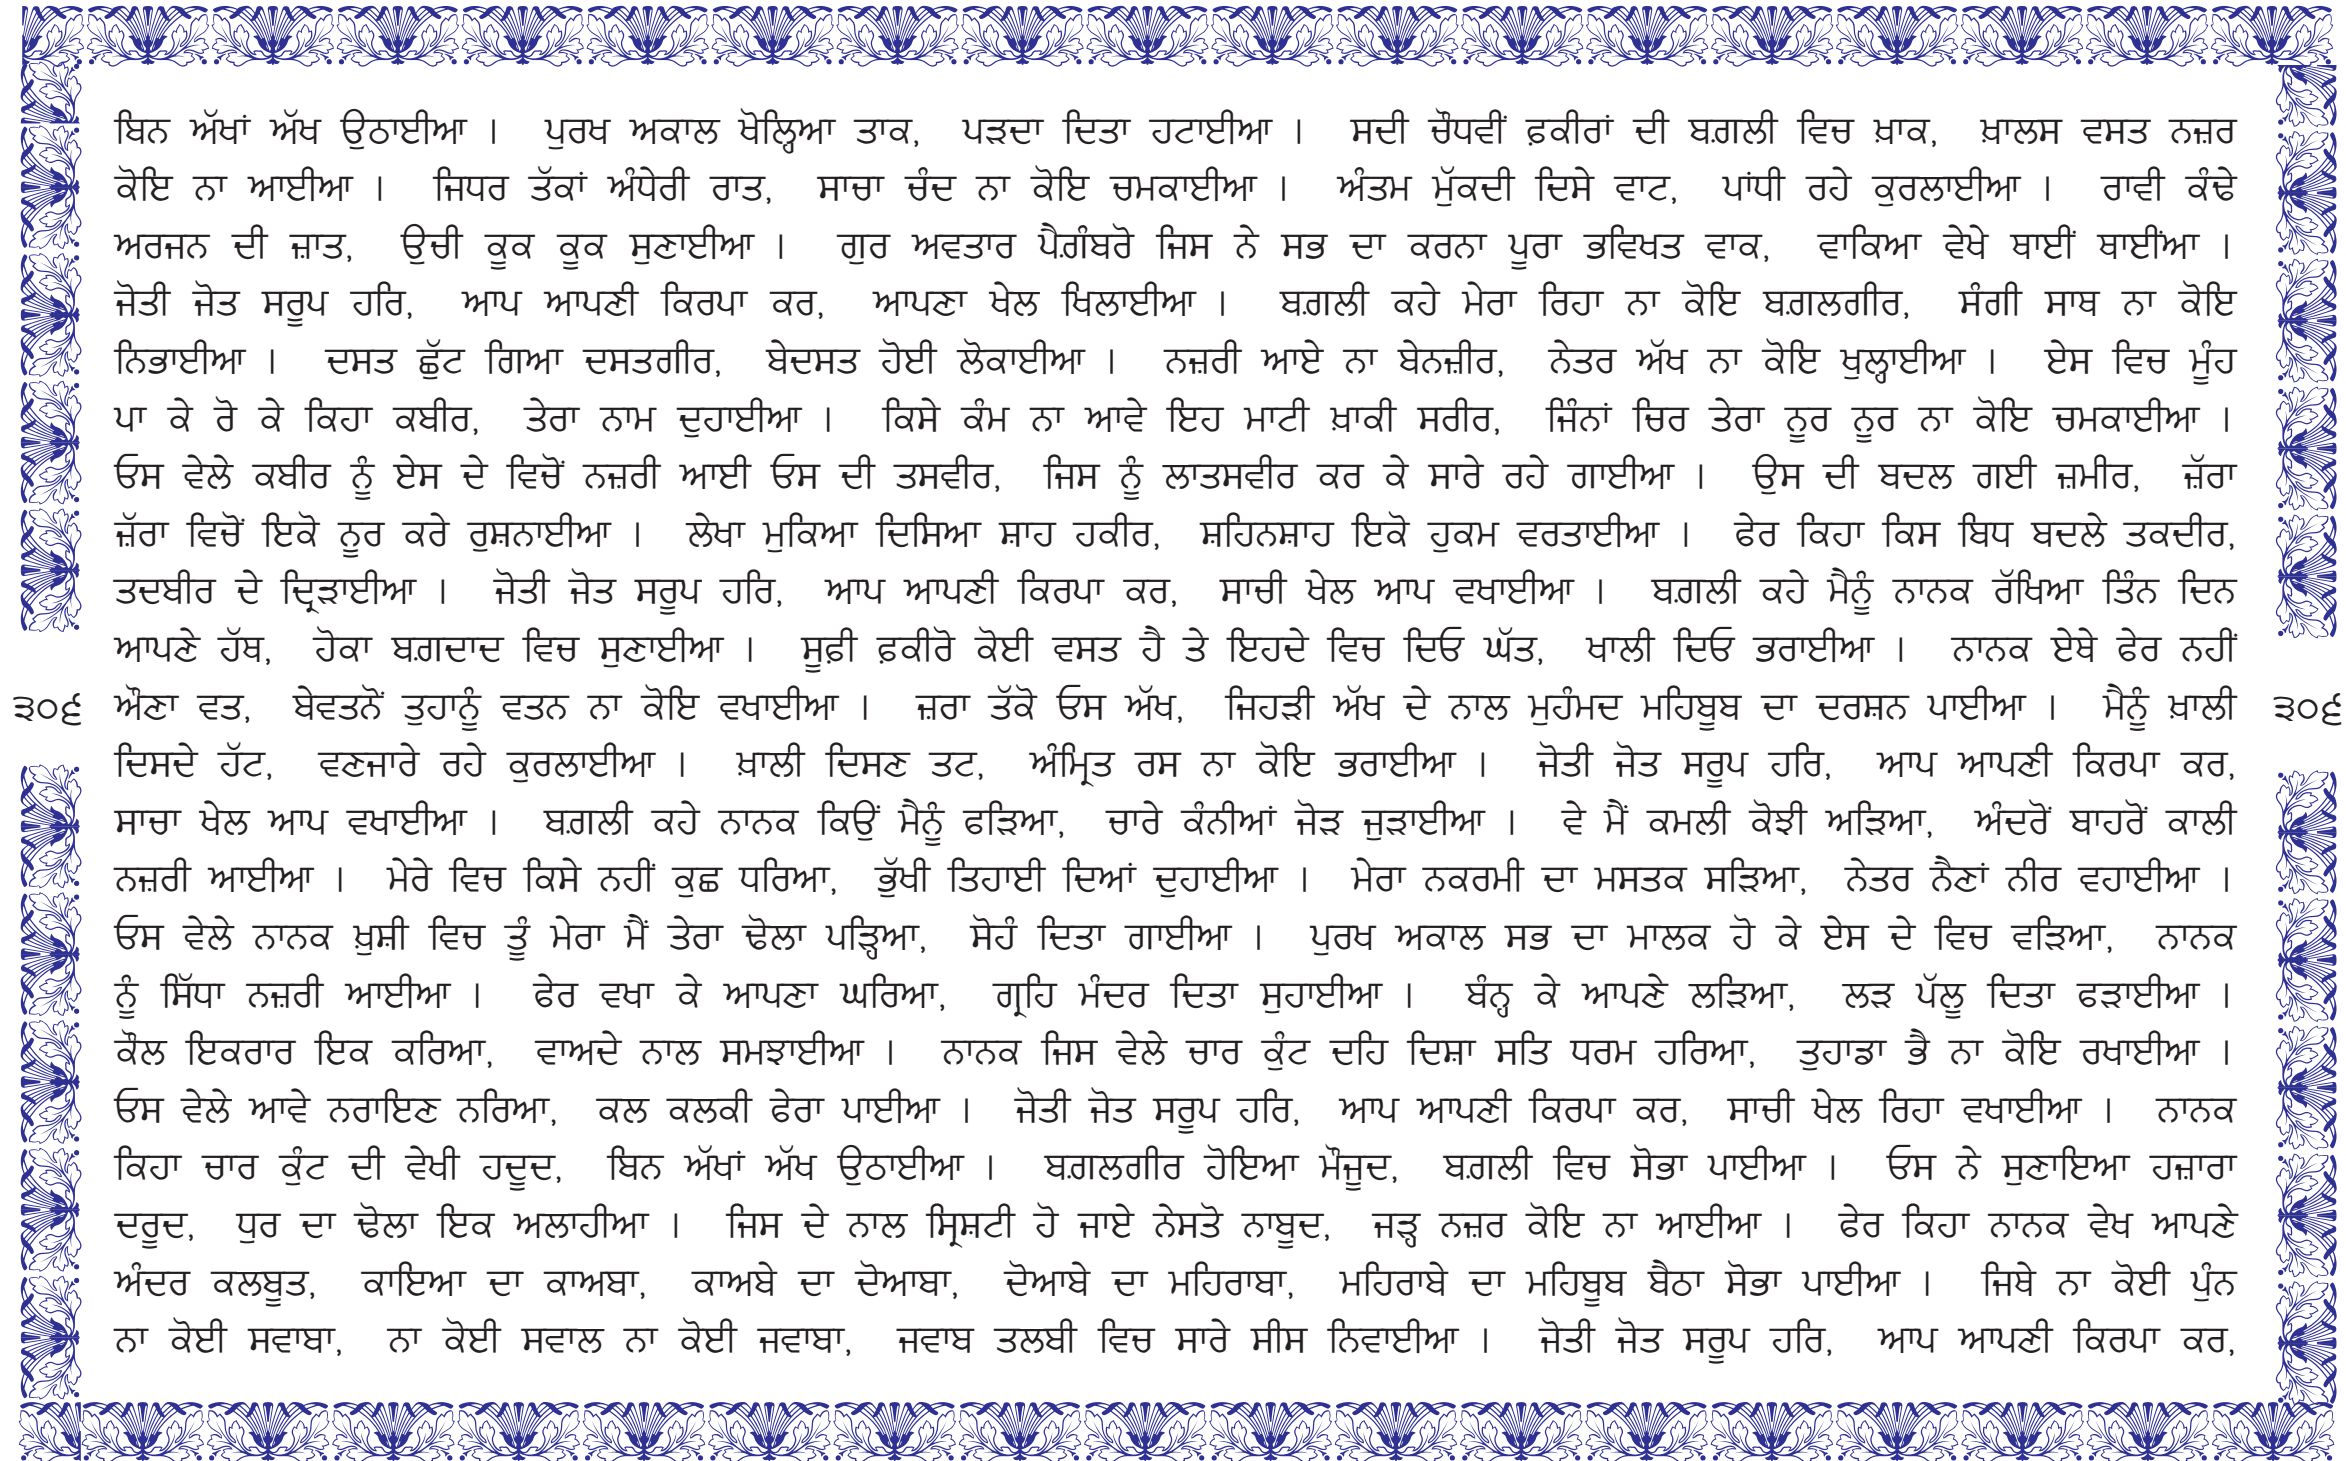 ਬਿਨ ਅੱਖਾਂ ਅੱਖ ਉਠਾਈਆ । ਪੁਰਖ ਅਕਾਲ ਖੋਲ੍ਹਿਆ ਤਾਕ, ਪੜਦਾ ਦਿਤਾ ਹਟਾਈਆ । ਸਦੀ ਚੌਧਵੀਂ ਫ਼ਕੀਰਾਂ ਦੀ ਬਗ਼ਲੀ ਵਿਚ ਖ਼ਾਕ, ਖ਼ਾਲਸ ਵਸਤ ਨਜ਼ਰ
ਕੋਇ ਨਾ ਆਈਆ । ਜਿਧਰ ਤੱਕਾਂ ਅੰਧੇਰੀ ਰਾਤ, ਸਾਚਾ ਚੰਦ ਨਾ ਕੋਇ ਚਮਕਾਈਆ । ਅੰਤਮ ਮੁੱਕਦੀ ਦਿਸੇ ਵਾਟ, ਪਾਂਧੀ ਰਹੇ ਕੁਰਲਾਈਆ । ਰਾਵੀ ਕੰਢੇ
ਅਰਜਨ ਦੀ ਜ਼ਾਤ, ਉਚੀ ਕੂਕ ਕੂਕ ਸੁਣਾਈਆ । ਗੁਰ ਅਵਤਾਰ ਪੈਗ਼ੰਬਰੋ ਜਿਸ ਨੇ ਸਭ ਦਾ ਕਰਨਾ ਪੂਰਾ ਭਵਿਖਤ ਵਾਕ, ਵਾਕਿਆ ਵੇਖੇ ਥਾਈਂ ਥਾਈਂਆ ।
ਜੋਤੀ ਜੋਤ ਸਰੂਪ ਹਰਿ, ਆਪ ਆਪਣੀ ਕਿਰਪਾ ਕਰ, ਆਪਣਾ ਖੇਲ ਖਿਲਾਈਆ । ਬਗ਼ਲੀ ਕਹੇ ਮੇਰਾ ਰਿਹਾ ਨਾ ਕੋਇ ਬਗ਼ਲਗੀਰ, ਸੰਗੀ ਸਾਥ ਨਾ ਕੋਇ
ਨਿਭਾਈਆ । ਦਸਤ ਛੁੱਟ ਗਿਆ ਦਸਤਗੀਰ, ਬੇਦਸਤ ਹੋਈ ਲੋਕਾਈਆ । ਨਜ਼ਰੀ ਆਏ ਨਾ ਬੇਨਜ਼ੀਰ, ਨੇਤਰ ਅੱਖ ਨਾ ਕੋਇ ਖੁਲ੍ਹਾਈਆ । ਏਸ ਵਿਚ ਮੂੰਹ
ਪਾ ਕੇ ਰੋ ਕੇ ਕਿਹਾ ਕਬੀਰ, ਤੇਰਾ ਨਾਮ ਦੁਹਾਈਆ । ਕਿਸੇ ਕੰਮ ਨਾ ਆਵੇ ਇਹ ਮਾਟੀ ਖ਼ਾਕੀ ਸਰੀਰ, ਜਿੰਨਾਂ ਚਿਰ ਤੇਰਾ ਨੂਰ ਨੂਰ ਨਾ ਕੋਇ ਚਮਕਾਈਆ ।
ਓਸ ਵੇਲੇ ਕਬੀਰ ਨੂੰ ਏਸ ਦੇ ਵਿਚੋਂ ਨਜ਼ਰੀ ਆਈ ਓਸ ਦੀ ਤਸਵੀਰ, ਜਿਸ ਨੂੰ ਲਾਤਸਵੀਰ ਕਰ ਕੇ ਸਾਰੇ ਰਹੇ ਗਾਈਆ । ਉਸ ਦੀ ਬਦਲ ਗਈ ਜ਼ਮੀਰ, ਜ਼ੱਰਾ
ਜ਼ੱਰਾ ਵਿਚੋਂ ਇਕੋ ਨੂਰ ਕਰੇ ਰੁਸ਼ਨਾਈਆ । ਲੇਖਾ ਮੁਕਿਆ ਦਿਸਿਆ ਸ਼ਾਹ ਹਕੀਰ, ਸ਼ਹਿਨਸ਼ਾਹ ਇਕੋ ਹੁਕਮ ਵਰਤਾਈਆ । ਫੇਰ ਕਿਹਾ ਕਿਸ ਬਿਧ ਬਦਲੇ ਤਕਦੀਰ,
ਤਦਬੀਰ ਦੇ ਦ੍ਰਿੜਾਈਆ । ਜੋਤੀ ਜੋਤ ਸਰੂਪ ਹਰਿ, ਆਪ ਆਪਣੀ ਕਿਰਪਾ ਕਰ, ਸਾਚੀ ਖੇਲ ਆਪ ਵਖਾਈਆ । ਬਗ਼ਲੀ ਕਹੇ ਮੈਨੂੰ ਨਾਨਕ ਰੱਖਿਆ ਤਿੰਨ ਦਿਨ
ਆਪਣੇ ਹੱਥ, ਹੋਕਾ ਬਗ਼ਦਾਦ ਵਿਚ ਸੁਣਾਈਆ । ਸੂਫ਼ੀ ਫ਼ਕੀਰੋ ਕੋਈ ਵਸਤ ਹੈ ਤੇ ਇਹਦੇ ਵਿਚ ਦਿਓ ਘੱਤ, ਖਾਲੀ ਦਿਓ ਭਰਾਈਆ । ਨਾਨਕ ਏਥੇ ਫੇਰ ਨਹੀਂ
੩੦੬ ਔਣਾ ਵਤ, ਬੇਵਤਨੋਂ ਤੁਹਾਨੂੰ ਵਤਨ ਨਾ ਕੋਇ ਵਖਾਈਆ । ਜ਼ਰਾ ਤੱਕੋ ਓਸ ਅੱਖ, ਜਿਹੜੀ ਅੱਖ ਦੇ ਨਾਲ ਮੁਹੰਮਦ ਮਹਿਬੂਬ ਦਾ ਦਰਸ਼ਨ ਪਾਈਆ । ਮੈਨੂੰ ਖ਼ਾਲੀ ੩੦੬
ਦਿਸਦੇ ਹੱਟ, ਵਣਜਾਰੇ ਰਹੇ ਕੁਰਲਾਈਆ । ਖ਼ਾਲੀ ਦਿਸਣ ਤਟ, ਅੰਮ੍ਰਿਤ ਰਸ ਨਾ ਕੋਇ ਭਰਾਈਆ । ਜੋਤੀ ਜੋਤ ਸਰੂਪ ਹਰਿ, ਆਪ ਆਪਣੀ ਕਿਰਪਾ ਕਰ,
ਸਾਚਾ ਖੇਲ ਆਪ ਵਖਾਈਆ । ਬਗ਼ਲੀ ਕਹੇ ਨਾਨਕ ਕਿਉਂ ਮੈਨੂੰ ਫੜਿਆ, ਚਾਰੇ ਕੰਨੀਆਂ ਜੋੜ ਜੁੜਾਈਆ । ਵੇ ਮੈਂ ਕਮਲੀ ਕੋਝੀ ਅੜਿਆ, ਅੰਦਰੋਂ ਬਾਹਰੋਂ ਕਾਲੀ
ਨਜ਼ਰੀ ਆਈਆ । ਮੇਰੇ ਵਿਚ ਕਿਸੇ ਨਹੀਂ ਕੁਛ ਧਰਿਆ, ਭੁੱਖੀ ਤਿਹਾਈ ਦਿਆਂ ਦੁਹਾਈਆ । ਮੇਰਾ ਨਕਰਮੀ ਦਾ ਮਸਤਕ ਸੜਿਆ, ਨੇਤਰ ਨੈਣਾਂ ਨੀਰ ਵਹਾਈਆ ।
ਓਸ ਵੇਲੇ ਨਾਨਕ ਖ਼ੁਸ਼ੀ ਵਿਚ ਤੂੰ ਮੇਰਾ ਮੈਂ ਤੇਰਾ ਢੋਲਾ ਪੜ੍ਹਿਆ, ਸੋਹੰ ਦਿਤਾ ਗਾਈਆ । ਪੁਰਖ ਅਕਾਲ ਸਭ ਦਾ ਮਾਲਕ ਹੋ ਕੇ ਏਸ ਦੇ ਵਿਚ ਵੜਿਆ, ਨਾਨਕ
ਨੂੰ ਸਿੱਧਾ ਨਜ਼ਰੀ ਆਈਆ । ਫੇਰ ਵਖਾ ਕੇ ਆਪਣਾ ਘਰਿਆ, ਗ੍ਰਹਿ ਮੰਦਰ ਦਿਤਾ ਸੁਹਾਈਆ । ਬੰਨ੍ਹ ਕੇ ਆਪਣੇ ਲੜਿਆ, ਲੜ ਪੱਲੂ ਦਿਤਾ ਫੜਾਈਆ ।
ਕੌਲ ਇਕਰਾਰ ਇਕ ਕਰਿਆ, ਵਾਅਦੇ ਨਾਲ ਸਮਝਾਈਆ । ਨਾਨਕ ਜਿਸ ਵੇਲੇ ਚਾਰ ਕੁੰਟ ਦਹਿ ਦਿਸ਼ਾ ਸਤਿ ਧਰਮ ਹਰਿਆ, ਤੁਹਾਡਾ ਭੈ ਨਾ ਕੋਇ ਰਖਾਈਆ ।
ਓਸ ਵੇਲੇ ਆਵੇ ਨਰਾਇਣ ਨਰਿਆ, ਕਲ ਕਲਕੀ ਫੇਰਾ ਪਾਈਆ । ਜੋਤੀ ਜੋਤ ਸਰੂਪ ਹਰਿ, ਆਪ ਆਪਣੀ ਕਿਰਪਾ ਕਰ, ਸਾਚੀ ਖੇਲ ਰਿਹਾ ਵਖਾਈਆ । ਨਾਨਕ
ਕਿਹਾ ਚਾਰ ਕੁੰਟ ਦੀ ਵੇਖੀ ਹਦੂਦ, ਬਿਨ ਅੱਖਾਂ ਅੱਖ ਉਠਾਈਆ । ਬਗ਼ਲਗੀਰ ਹੋਇਆ ਮੌਜੂਦ, ਬਗ਼ਲੀ ਵਿਚ ਸੋਭਾ ਪਾਈਆ । ਓਸ ਨੇ ਸੁਣਾਇਆ ਹਜ਼ਾਰਾ
ਦਰੂਦ, ਧੁਰ ਦਾ ਢੋਲਾ ਇਕ ਅਲਾਹੀਆ । ਜਿਸ ਦੇ ਨਾਲ ਸ੍ਰਿਸ਼ਟੀ ਹੋ ਜਾਏ ਨੇਸਤੋ ਨਾਬੂਦ, ਜੜ੍ਹ ਨਜ਼ਰ ਕੋਇ ਨਾ ਆਈਆ । ਫੇਰ ਕਿਹਾ ਨਾਨਕ ਵੇਖ ਆਪਣੇ
ਅੰਦਰ ਕਲਬੂਤ, ਕਾਇਆ ਦਾ ਕਾਅਬਾ, ਕਾਅਬੇ ਦਾ ਦੋਆਬਾ, ਦੋਆਬੇ ਦਾ ਮਹਿਰਾਬਾ, ਮਹਿਰਾਬੇ ਦਾ ਮਹਿਬੂਬ ਬੈਠਾ ਸੋਭਾ ਪਾਈਆ । ਜਿਥੇ ਨਾ ਕੋਈ ਪੁੰਨ
ਨਾ ਕੋਈ ਸਵਾਬਾ, ਨਾ ਕੋਈ ਸਵਾਲ ਨਾ ਕੋਈ ਜਵਾਬਾ, ਜਵਾਬ ਤਲਬੀ ਵਿਚ ਸਾਰੇ ਸੀਸ ਨਿਵਾਈਆ । ਜੋਤੀ ਜੋਤ ਸਰੂਪ ਹਰਿ, ਆਪ ਆਪਣੀ ਕਿਰਪਾ ਕਰ,